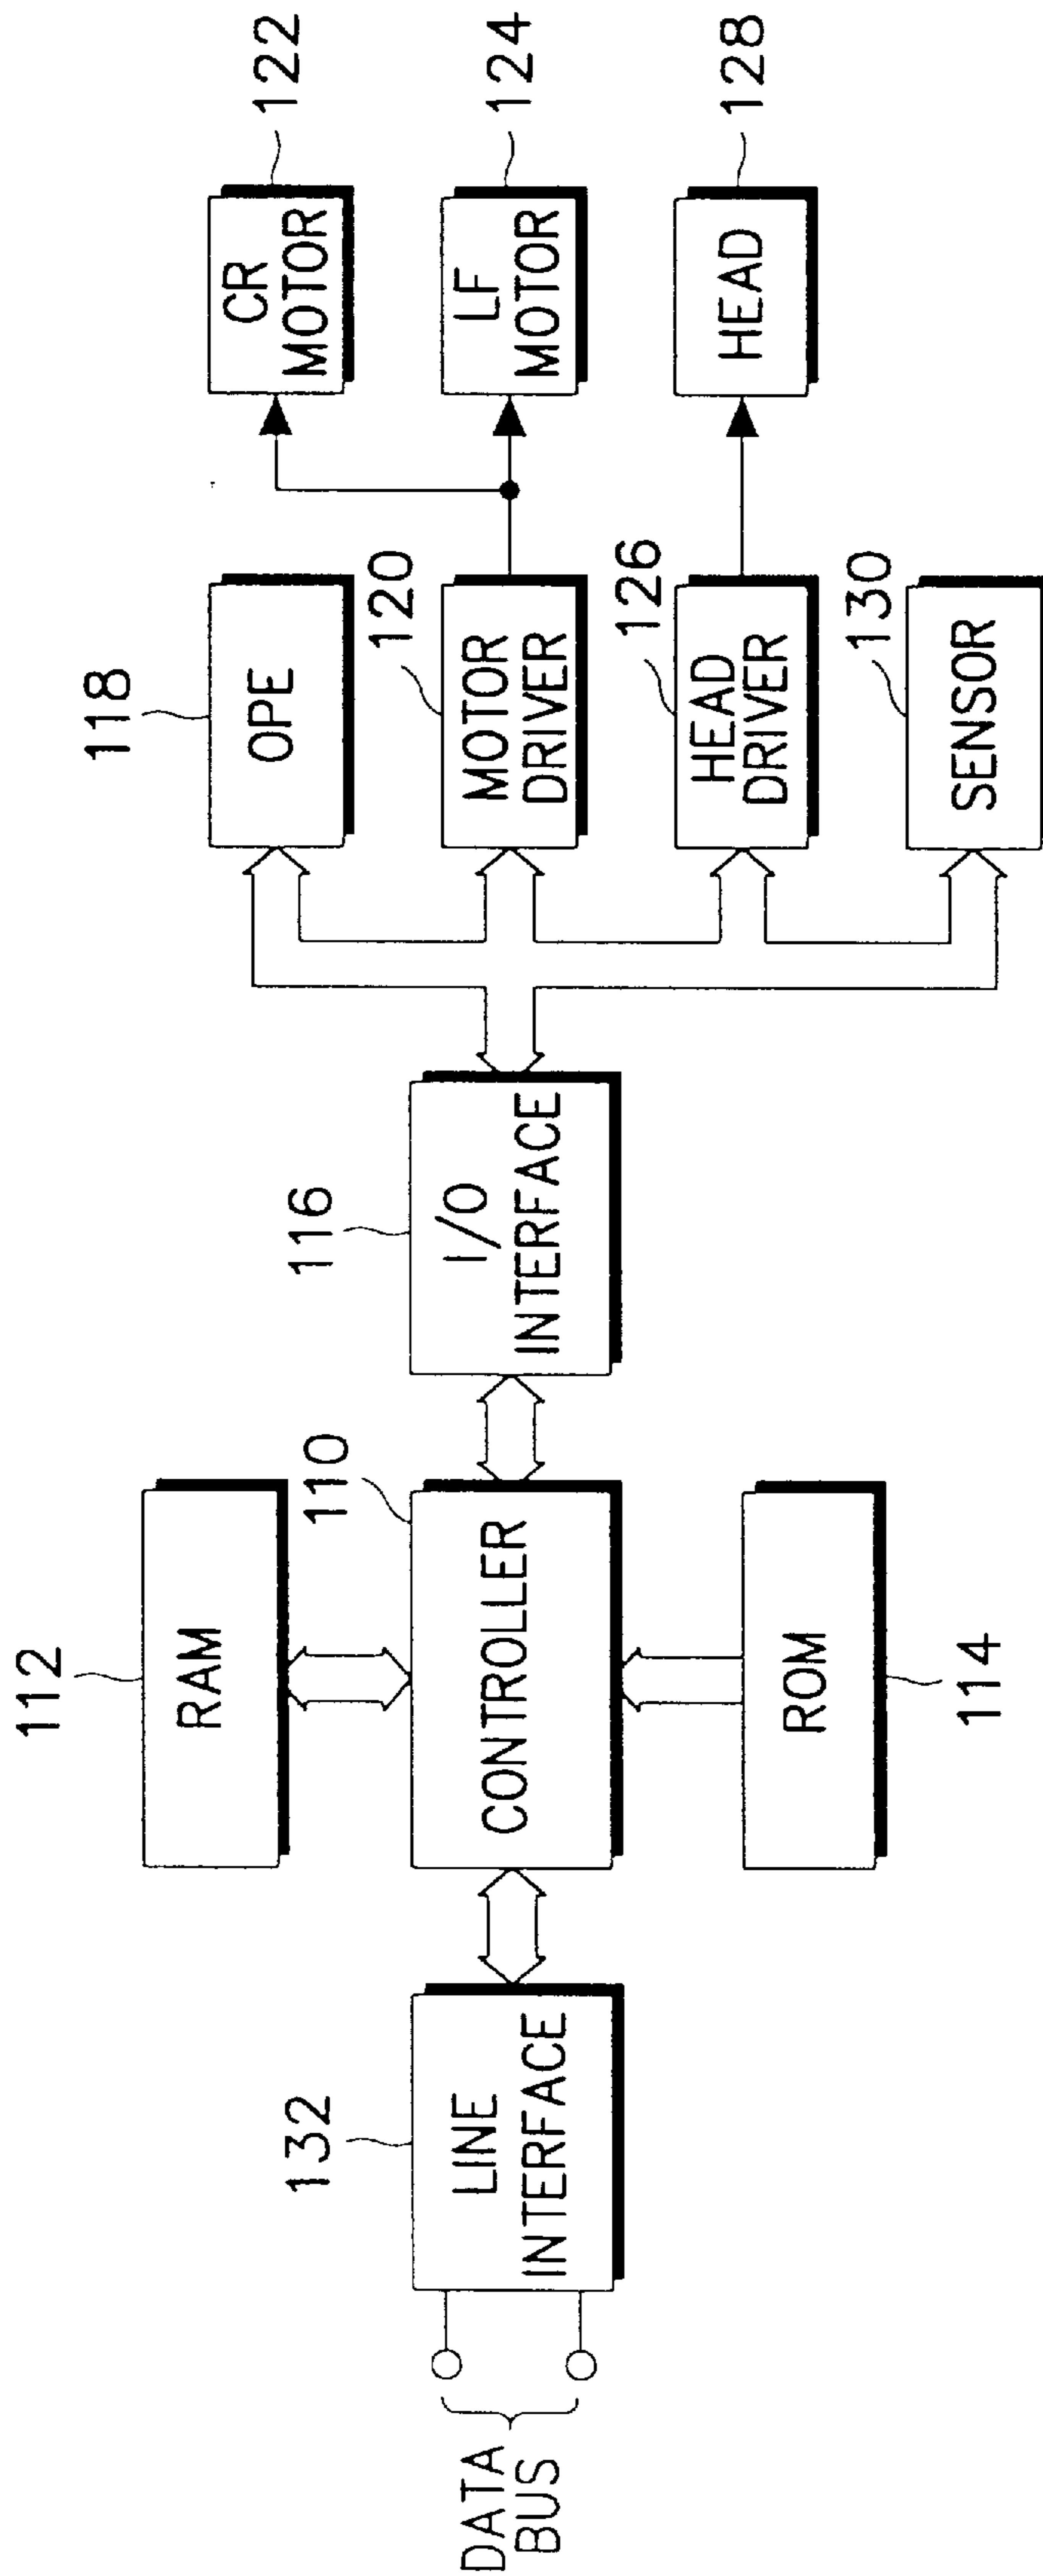 DATA
BUS
132
LINE
INTERFACE
112
RAM
110
CONTROLLER
ROM
114
116
I/O
INTERFACE
118
OPE
120
MOTOR
DRIVER
126
HEAD
DRIVER
130
SENSOR
CR
MOTOR
122
LF
MOTOR
124
HEAD
128